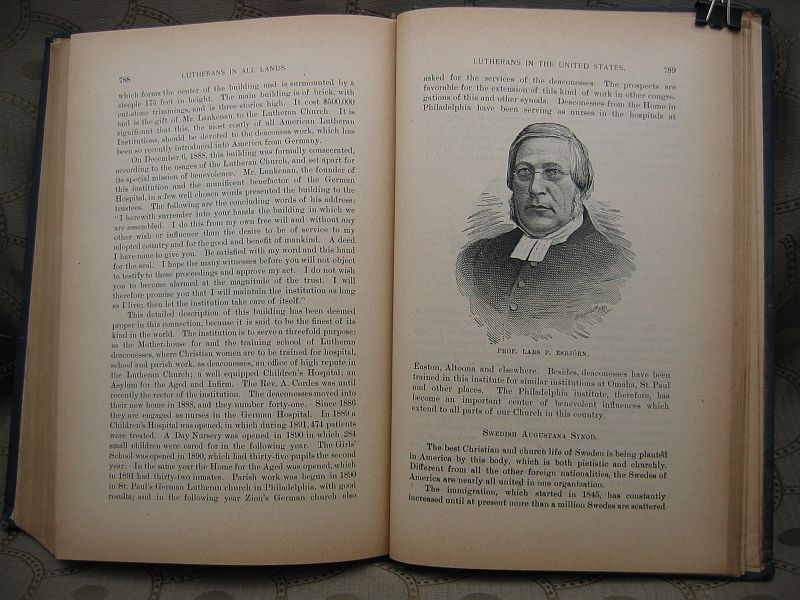 788
LUTHERANS IN ALL LANDS.
which forms the center of the building and is surmounted by a
steeple 175 feet in height. The main building is of brick, with
cut-stone trimmings, and is three stories high. It cost $500,000
and is the gift of Mr. Lankenau to the Lutheran Church. It is
significant that this, the most costly of all American Lutheran
Institutions, should be devoted to the deaconess work, which has
been so recently introduced into America from Germany.
On December 6, 1888, this building was formally consecrated,
according to the usages of the Lutheran Church, and set apart for
its special mission of benevolence. Mr. Lankenau, the founder of
this institution and the munificent benefactor of the German
Hospital, in a few well chosen words presented the building to the
trustees. The following are the concluding words of his address:
"I herewith surrender into your hands the building in which we
are assembled. I do this from my own free will and without any
other wish or influence than the desire to be of service to my
adopted country and for the good and benefit of mankind. A deed
I have none to give you. Be satisfied with my word and this hand
for the seal. I hope the many witnesses before you will not object
to testify to these proceedings and approve my act. I do not wish
you to become alarmed at the magnitude of the trust. I will
therefore promise you that I will maintain the institution as long
as I live; then let the institution take care of itself."
This detailed description of this building has been deemed
proper in this connection, because it is said to be the finest of its
kind in the world. The institution is to serve a threefold purpose:
as the Mother-house for and the training school of Lutheran
deaconesses, where Christian women are to be trained for hospital,
school and parish work, as deaconesses, an office of high repute in
the Lutheran Church; a well equipped Children's Hospital; an
Asylum for the Aged and Infirm. The Rev. A. Cordes was until
recently the rector of the institution. The deaconesses moved into
their new home in 1888, and they number forty-one. Since 1886
they are engaged as nurses in the German Hospital. In 1889 a
Children's Hospital was opened, in which during 1891, 474 patients
were treated. A Day Nursery was opened in 1890 in which 284
small children were cared for in the following year. The Girls'
School was opened in 1890, which had thirty-five pupils the second
year. In the same year the Home for the Aged was opened, which
in 1891 had thirty-two inmates. Parish work was begun in 1890
in St. Paul's German Lutheran church in Philadelphia, with good
results; and in the following year Zion's German church also
LUTHERANS IN THE UNITED STATES.
789
asked for the services of the deaconesses. The prospects are
favorable for the extension of this kind of work in other congre-
gations of this and other synods. Deaconesses from the Home in
Philadelphia have been serving as nurses in the hospitals at
PROF. LARS P. ESBJÖRN.
Easton, Altoona and elsewhere. Besides, deaconesses have been
trained in this institute for similar institutions at Omaha, St. Paul
and other places. The Philadelphia institute, therefore, has
become an important center of benevolent influences which
extend to all parts of our Church in this country.
SWEDISH AUGUSTANA SYNOD.
The best Christian and church life of Sweden is being planted
in America by this body, which is both pietistic and churchly.
Different from all the other foreign nationalities, the Swedes of
America are nearly all united in one organization.
The immigration, which started in 1845, has constantly
increased until at present more than a million Swedes are scattered